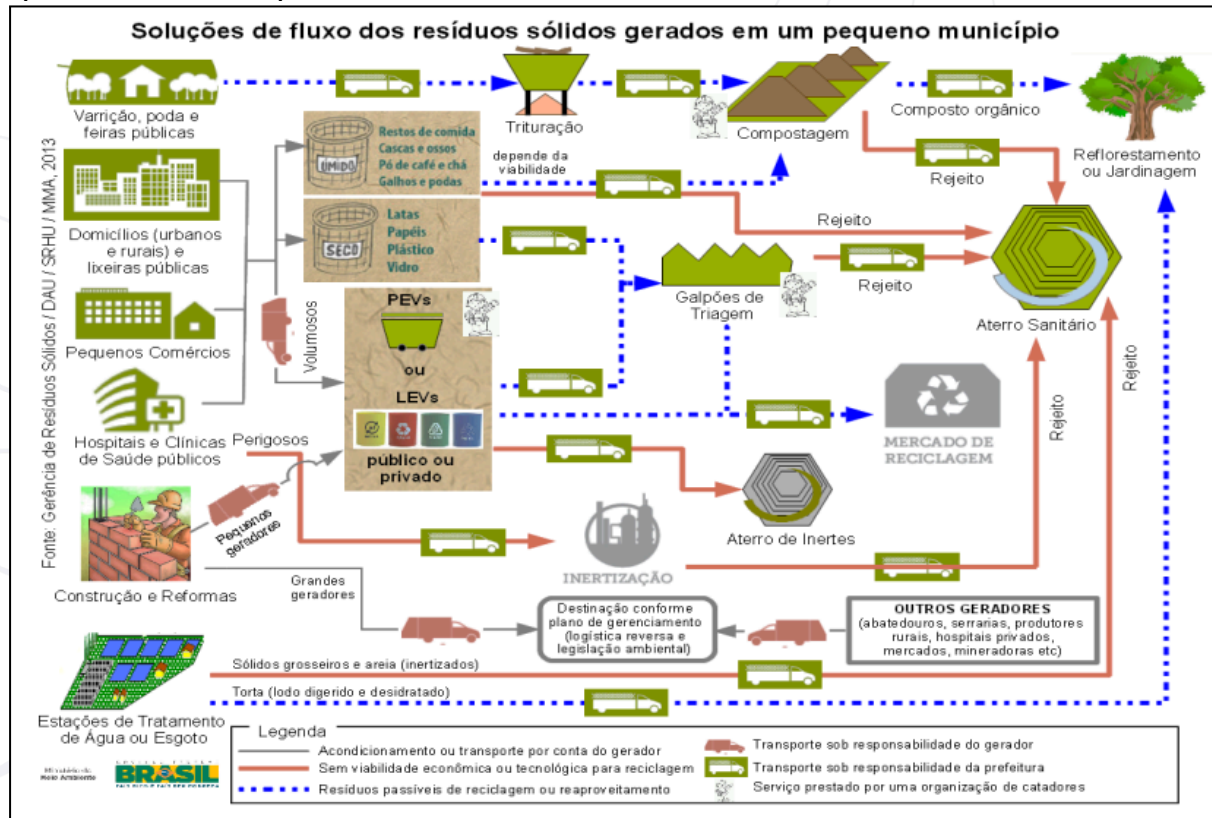 Soluções de fluxo dos resíduos sólidos gerados em um pequeno município
Varrição, poda e
feiras públicas
Trituração
Compostagem
Composto orgânico
Reflorestamento
ou Jardinagem
Rejeito
Domicílios (urbanos
e rurais) e
lixeiras públicas
ÚMIDO
Restos de comida
Cascas e ossos
Pó de café e chá
Galhos e podas
depende da
viabilidade
SECO
Latas
Papéis
Plástico
Vidro
Rejeito
Galpões de
Triagem
Rejeito
Aterro Sanitário
Pequenos Comércios
Volumosos
PEVs
ou
LEVs
público ou
privado
MERCADO DE
RECICLAGEM
Rejeito
Rejeito
Hospitais e Clínicas
de Saúde públicos
Perigosos
Aterro de Inertes
Pequenos
geradores
INERTIZAÇÃO
Construção e Reformas
Grandes
geradores
Destinação conforme
plano de gerenciamento
(logística reversa e
legislação ambiental)
OUTROS GERADORES
(abatedouros, serrarias, produtores
rurais, hospitais privados,
mercados, mineradoras etc)
Sólidos grosseiros e areia (inertizados)
Torta (lodo digerido e desidratado)
Estações de Tratamento
de Água ou Esgoto
Fonte: Gerência de Resíduos Sólidos / DAU / SRHU / MMA, 2013
Legenda
Acondicionamento ou transporte por conta do gerador
Sem viabilidade econômica ou tecnológica para reciclagem
Resíduos passíveis de reciclagem ou reaproveitamento
Transporte sob responsabilidade do gerador
Transporte sob responsabilidade da prefeitura
Serviço prestado por uma organização de catadores
Ministério do
Meio Ambiente
BRASIL